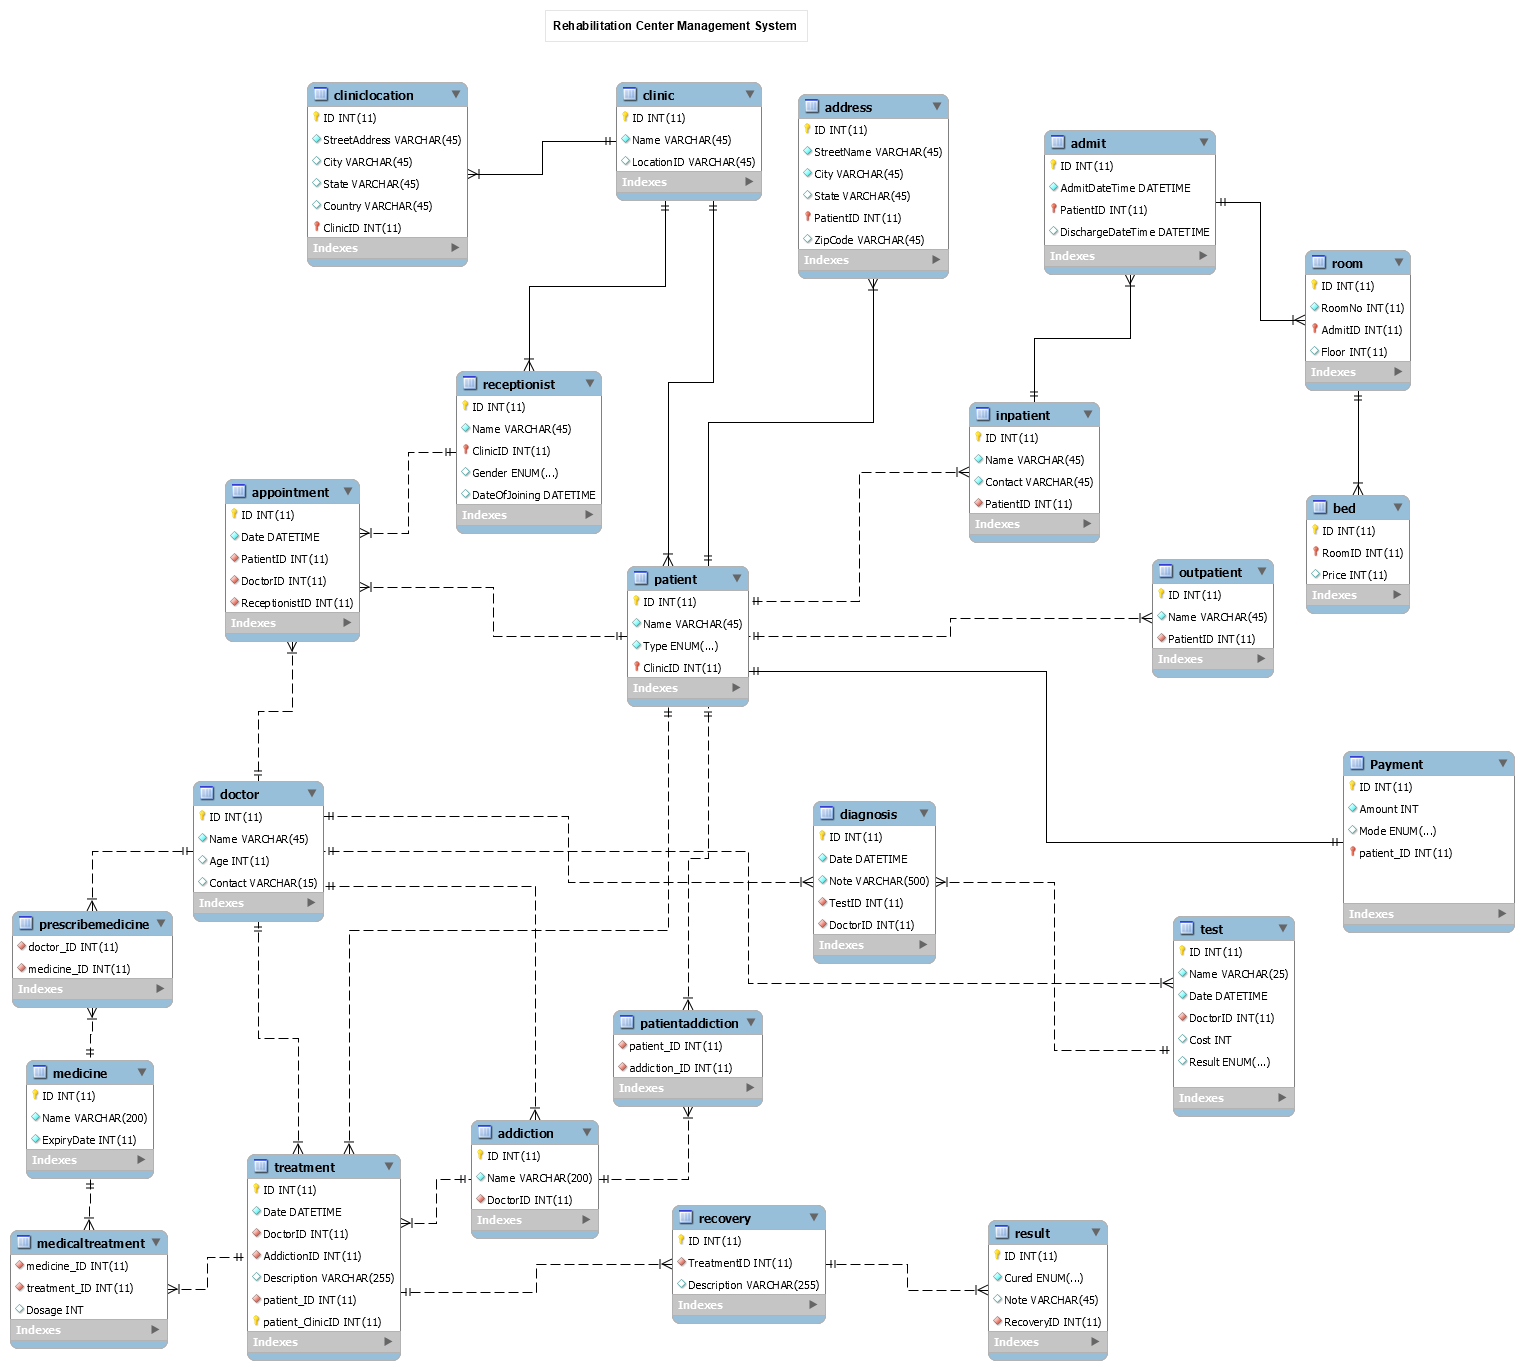 Rehabilitation Center Management System
cliniclocation
ID INT(11)
StreetAddress VARCHAR(45)
City VARCHAR(45)
State VARCHAR(45)
Country VARCHAR(45)
ClinicID INT(11)
Indexes
clinic
ID INT(11)
Name VARCHAR(45)
LocationID VARCHAR(45)
Indexes
address
ID INT(11)
StreetName VARCHAR(45)
City VARCHAR(45)
State VARCHAR(45)
PatientID INT(11)
ZipCode VARCHAR(45)
Indexes
admit
ID INT(11)
AdmitDateTime DATETIME
PatientID INT(11)
DischargeDateTime DATETIME
Indexes
room
ID INT(11)
RoomNo INT(11)
AdmitID INT(11)
Floor INT(11)
Indexes
receptionist
ID INT(11)
Name VARCHAR(45)
ClinicID INT(11)
Gender ENUM(...)
DateOfJoining DATETIME
Indexes
inpatient
ID INT(11)
Name VARCHAR(45)
Contact VARCHAR(45)
PatientID INT(11)
Indexes
appointment
ID INT(11)
Date DATETIME
PatientID INT(11)
DoctorID INT(11)
ReceptionistID INT(11)
Indexes
bed
ID INT(11)
RoomID INT(11)
Price INT(11)
Indexes
patient
ID INT(11)
Name VARCHAR(45)
Type ENUM(...)
ClinicID INT(11)
Indexes
outpatient
ID INT(11)
Name VARCHAR(45)
PatientID INT(11)
Indexes
Payment
ID INT(11)
Amount INT
Mode ENUM(...)
patient_ID INT(11)
Indexes
doctor
ID INT(11)
Name VARCHAR(45)
Age INT(11)
Contact VARCHAR(15)
Indexes
diagnosis
ID INT(11)
Date DATETIME
Note VARCHAR(500)
TestID INT(11)
DoctorID INT(11)
Indexes
prescribemedicine
doctor_ID INT(11)
medicine_ID INT(11)
Indexes
test
ID INT(11)
Name VARCHAR(25)
Date DATETIME
DoctorID INT(11)
Cost INT
Result ENUM(...)
Indexes
patientaddiction
patient_ID INT(11)
addiction_ID INT(11)
Indexes
medicine
ID INT(11)
Name VARCHAR(200)
ExpiryDate INT(11)
Indexes
addiction
ID INT(11)
Name VARCHAR(200)
DoctorID INT(11)
Indexes
treatment
ID INT(11)
Date DATETIME
DoctorID INT(11)
AddictionID INT(11)
Description VARCHAR(255)
patient_ID INT(11)
patient_ClinicID INT(11)
Indexes
recovery
ID INT(11)
TreatmentID INT(11)
Description VARCHAR(255)
Indexes
result
ID INT(11)
Cured ENUM(...)
Note VARCHAR(45)
RecoveryID INT(11)
Indexes
medicaltreatment
medicine_ID INT(11)
treatment_ID INT(11)
Dosage INT
Indexes